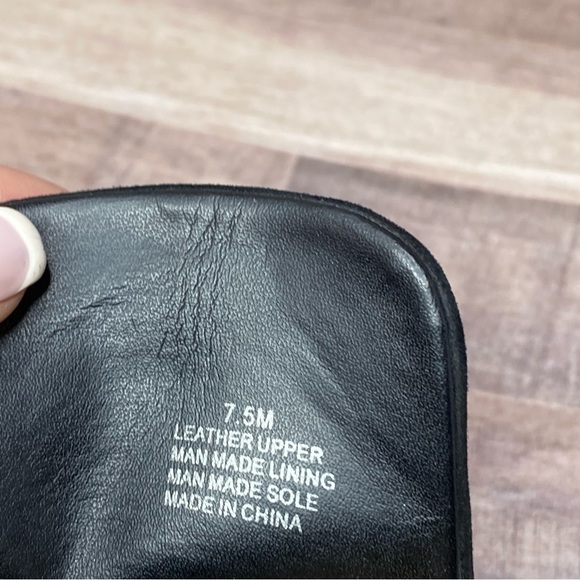 7.5M
LEATHER UPPER
MAN MADE LINING
MAN MADE SOLE
MADE IN CHINA